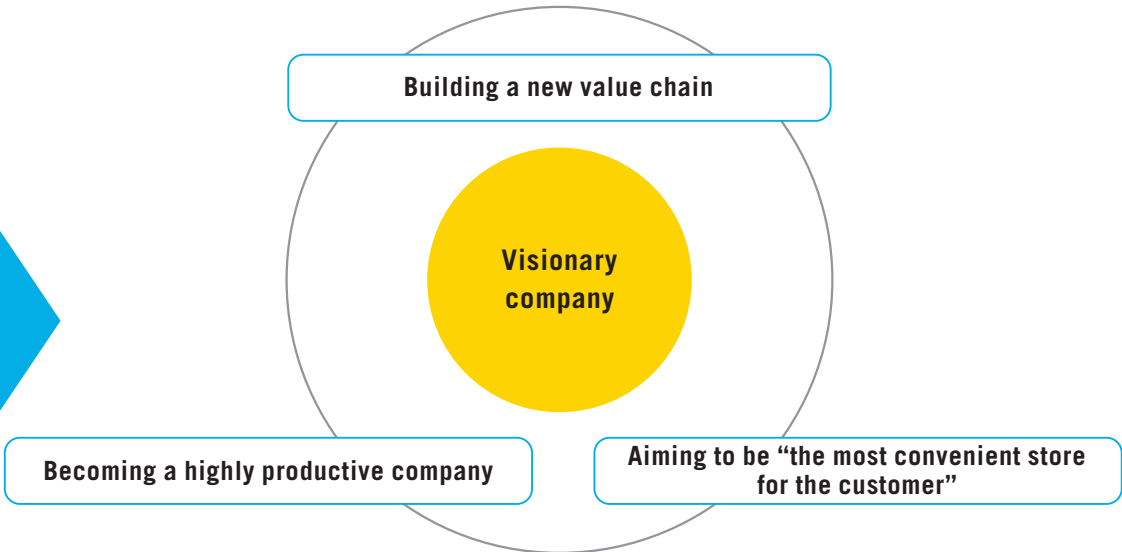 Building a new value chain
Visionary
company
Becoming a highly productive company
Aiming to be “the most convenient store
for the customer”